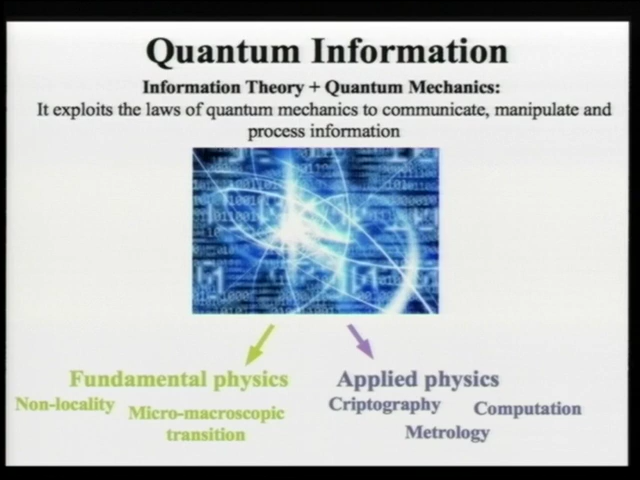 Quantum Information
Information Theory + Quantum Mechanics:
It exploits the laws of quantum mechanics to communicate, manipulate and
process information
Fundamental physics
Applied physics
Non-locality
Micro-macroscopic
transition
Criptography
Computation
Metrology